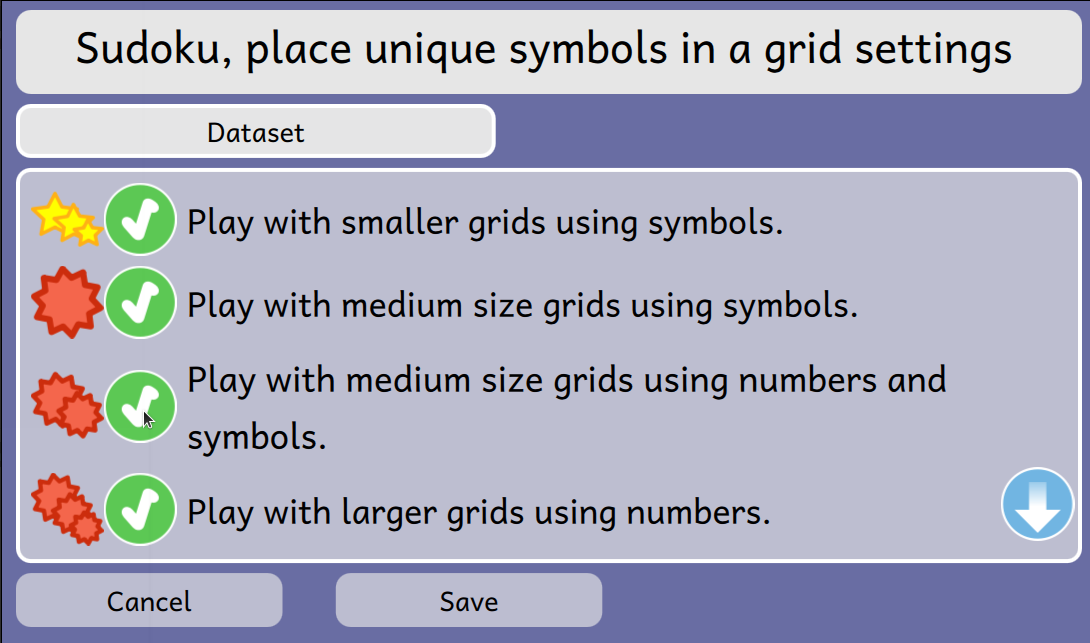 Sudoku, place unique symbols in a grid settings
Dataset
Play with smaller grids using symbols.
Play with medium size grids using symbols.
Play with medium size grids using numbers and
symbols.
Play with larger grids using numbers.
Cancel
Save